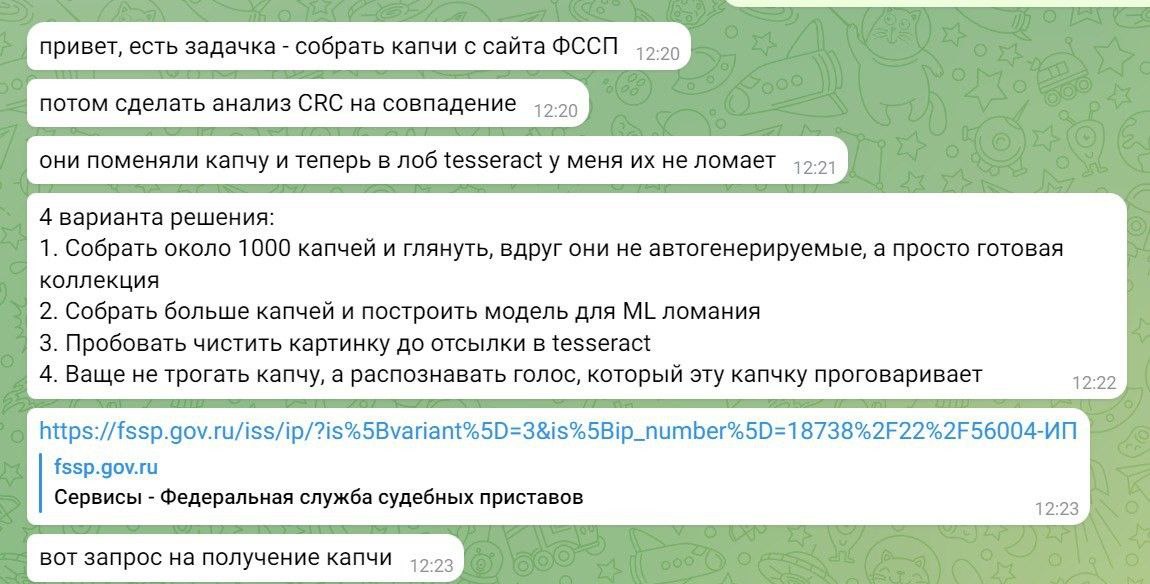 привет, есть задачка - собрать капчи с сайта ФССП 12:20
потом сделать анализ CRC на совпадение 12:20
они поменяли капчу и теперь в лоб tesseract у меня их не ломает 12:21
4 варианта решения:
1. Собрать около 1000 капчей и глянуть, вдруг они не автогенерируемые, а просто готовая
коллекция
2. Собрать больше капчей и построить модель для ML ломания
3. Пробовать чистить картинку до отсылки в tesseract
4. Ваще не трогать капчу, а распознавать голос, который эту капчку проговаривает 12:22
https://fssp.gov.ru/iss/ip/?is%5Bvariant%5D=3&is%5Bip_number%5D=18738%2F22%2F56004-ИП
fssp.gov.ru
Сервисы - Федеральная служба судебных приставов
12:23
вот запрос на получение капчи 12:23